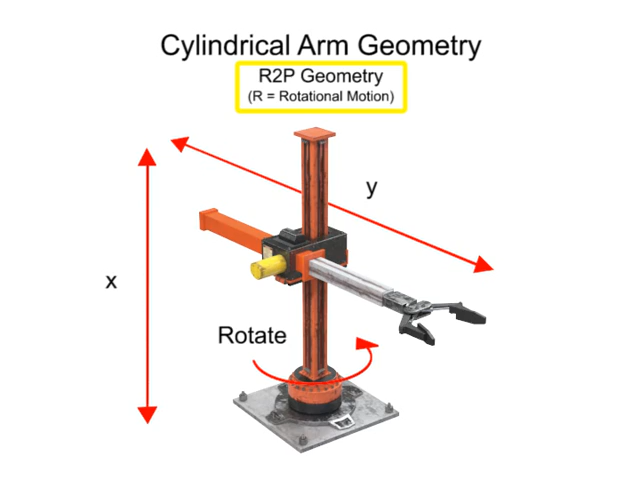 Cylindrical Arm Geometry
R2P Geometry
(R = Rotational Motion)
y
x
Rotate